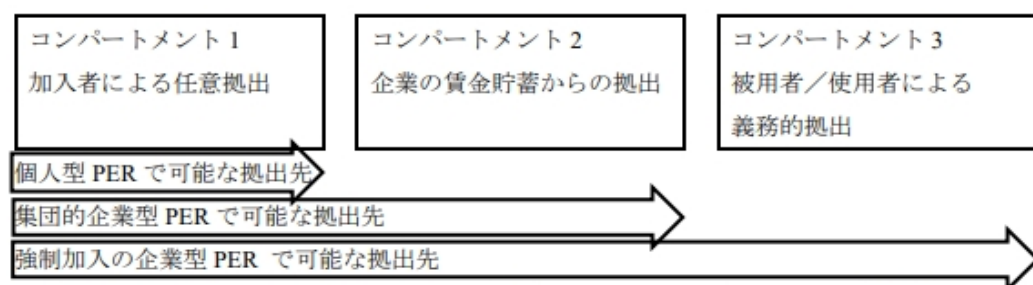 コンパートメント 1
加入者による任意拠出
コンパートメント 2
企業の賃金貯蓄からの拠出
コンパートメント 3
被用者／使用者による
義務的拠出
個人型 PER で可能な拠出先
集団的企業型 PER で可能な拠出先
強制加入の企業型 PER で可能な拠出先